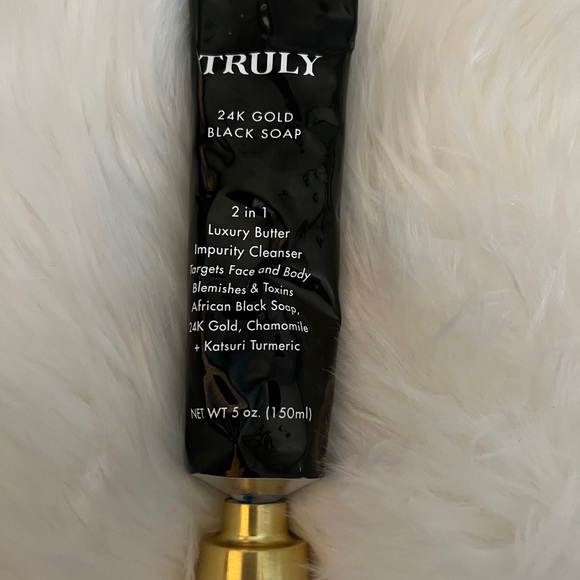 TRULY
24K GOLD
BLACK SOAP
2 in 1
Luxury Butter
Impurity Cleanser
Targets Face and Body
Blemishes & Toxins
African Black Soap,
24K Gold, Chamomile
+ Katsuri Turmeric
NET WT 5 oz. (150ml)